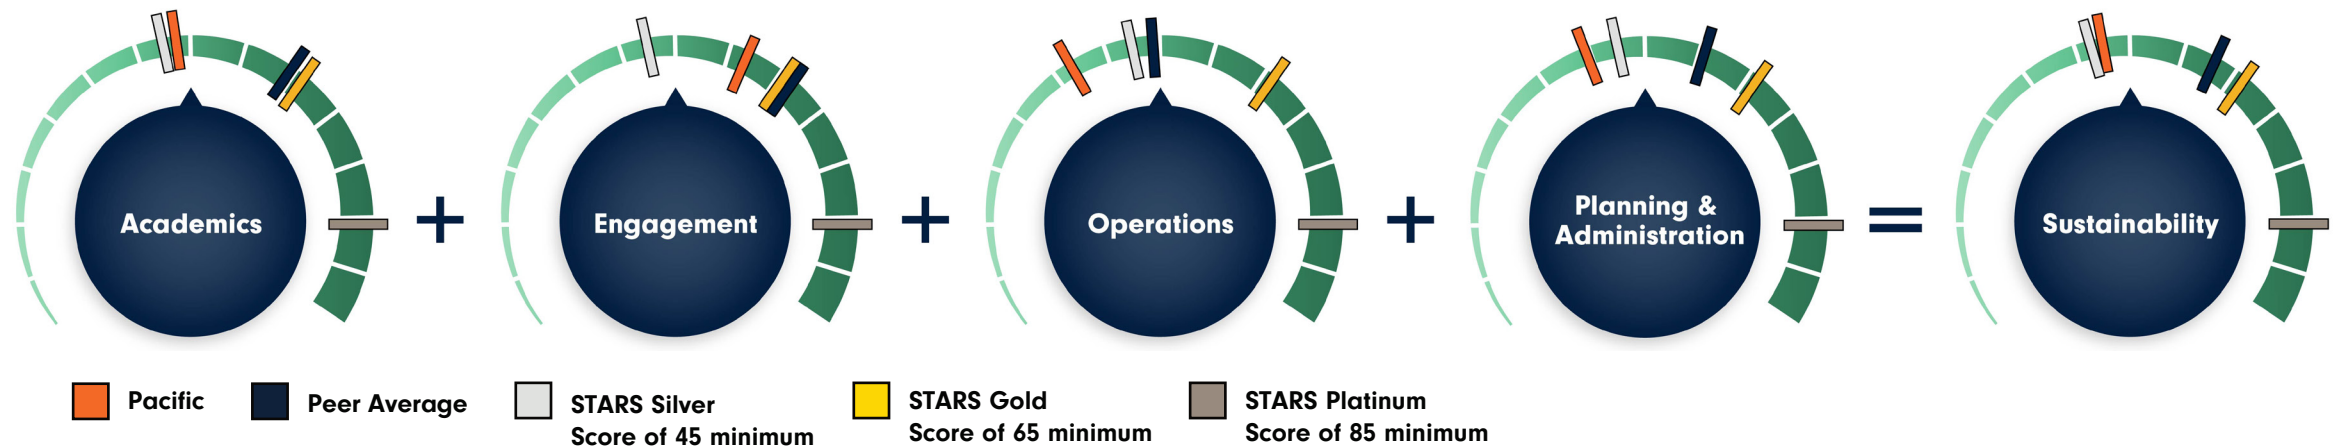 Academics
+
Engagement
+
Operations
+
Planning &
Administration
=
Sustainability
Pacific
Peer Average
STARS Silver
Score of 45 minimum
STARS Gold
Score of 65 minimum
STARS Platinum
Score of 85 minimum